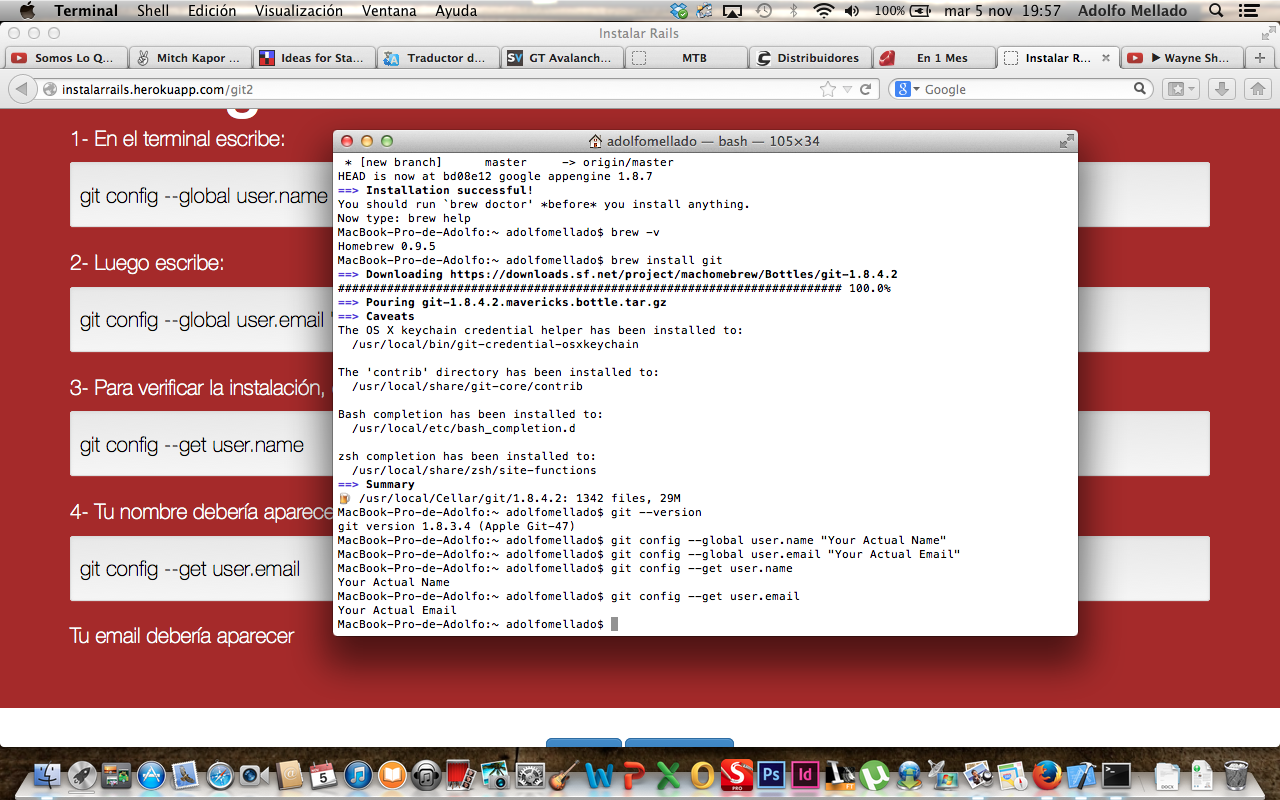 Terminal Shell Edición Visualización Ventana Ayuda 100% mar 5 nov 19:57 Adolfo Mellado
Instalar Rails
Somos Lo Q... Mitch Kapor ... Ideas for Sta... Traductor d... GT Avalanch... MTB Distribuidores En 1 Mes Instalar R... ▶ Wayne Sh...
instalarrails.herokuapp.com/git2 Google
1- En el terminal escribe:
git config --global user.name
2- Luego escribe:
git config --global user.email "
3- Para verificar la instalación,
git config --get user.name
4- Tu nombre debería aparece
git config --get user.email
Tu email debería aparecer
adolfomellado — bash — 105×34
* [new branch] master -> origin/master
HEAD is now at bd08e12 google appengine 1.8.7
==> Installation successful!
You should run `brew doctor' *before* you install anything.
Now type: brew help
MacBook-Pro-de-Adolfo:~ adolfomellado$ brew -v
Homebrew 0.9.5
MacBook-Pro-de-Adolfo:~ adolfomellado$ brew install git
==> Downloading https://downloads.sf.net/project/machomebrew/Bottles/git-1.8.4.2
######################################################################## 100.0%
==> Pouring git-1.8.4.2.mavericks.bottle.tar.gz
==> Caveats
The OS X keychain credential helper has been installed to:
/usr/local/bin/git-credential-osxkeychain
The 'contrib' directory has been installed to:
/usr/local/share/git-core/contrib
Bash completion has been installed to:
/usr/local/etc/bash_completion.d
zsh completion has been installed to:
/usr/local/share/zsh/site-functions
==> Summary
🍺 /usr/local/Cellar/git/1.8.4.2: 1342 files, 29M
MacBook-Pro-de-Adolfo:~ adolfomellado$ git --version
git version 1.8.3.4 (Apple Git-47)
MacBook-Pro-de-Adolfo:~ adolfomellado$ git config --global user.name "Your Actual Name"
MacBook-Pro-de-Adolfo:~ adolfomellado$ git config --global user.email "Your Actual Email"
MacBook-Pro-de-Adolfo:~ adolfomellado$ git config --get user.name
Your Actual Name
MacBook-Pro-de-Adolfo:~ adolfomellado$ git config --get user.email
Your Actual Email
MacBook-Pro-de-Adolfo:~ adolfomellado$